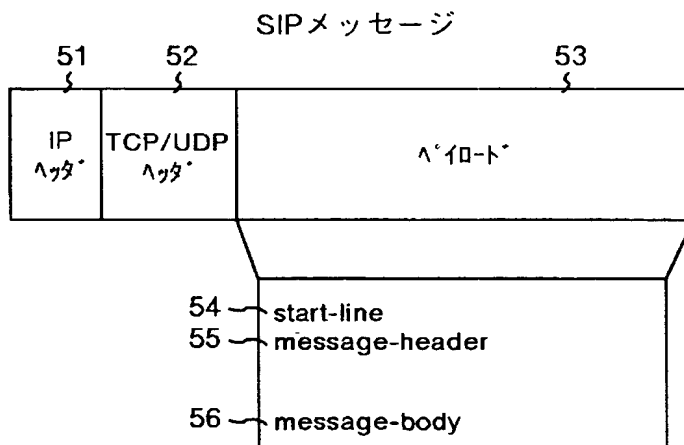 SIPメッセージ
51
52
53
IP
ヘッダ
TCP/UDP
ヘッダ
ペイロード
54 start-line
55 message-header
56 message-body